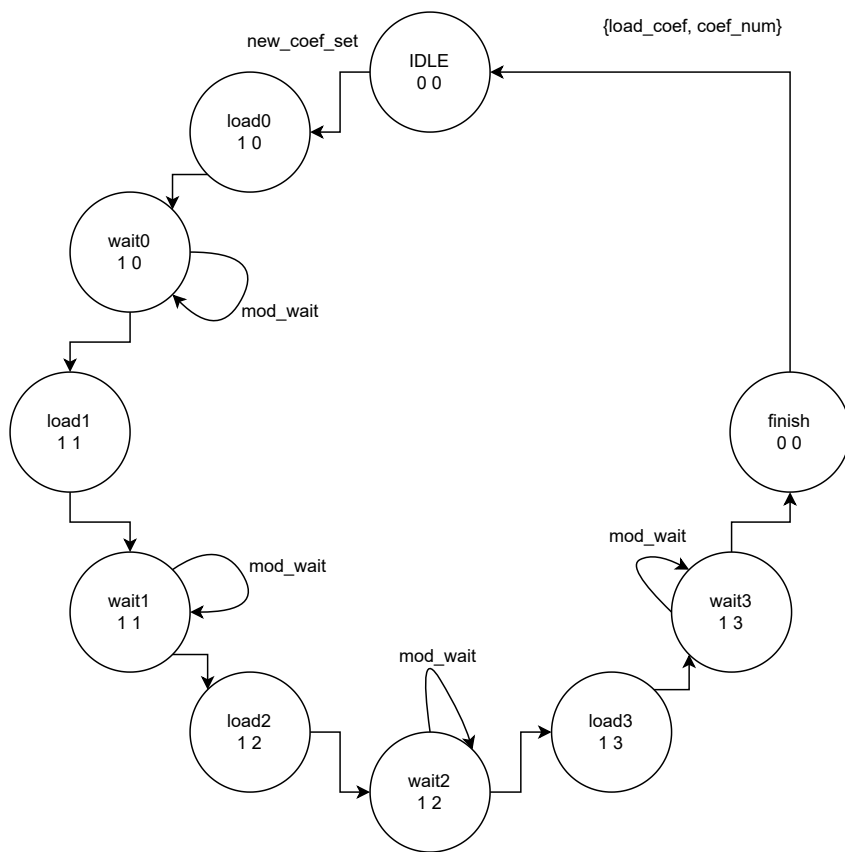 new_coef_set
IDLE
0 0
{load_coef, coef_num}
load0
1 0
wait0
1 0
mod_wait
load1
1 1
finish
0 0
wait1
1 1
mod_wait
mod_wait
wait3
1 3
load2
1 2
mod_wait
wait2
1 2
load3
1 3